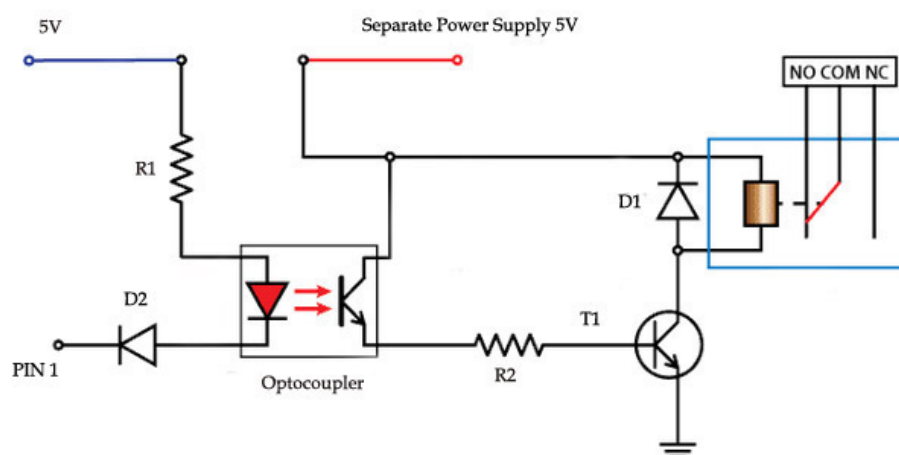 5V
Separate Power Supply 5V
NO COM NC
R1
D1
D2
T1
PIN 1
R2
Optocoupler